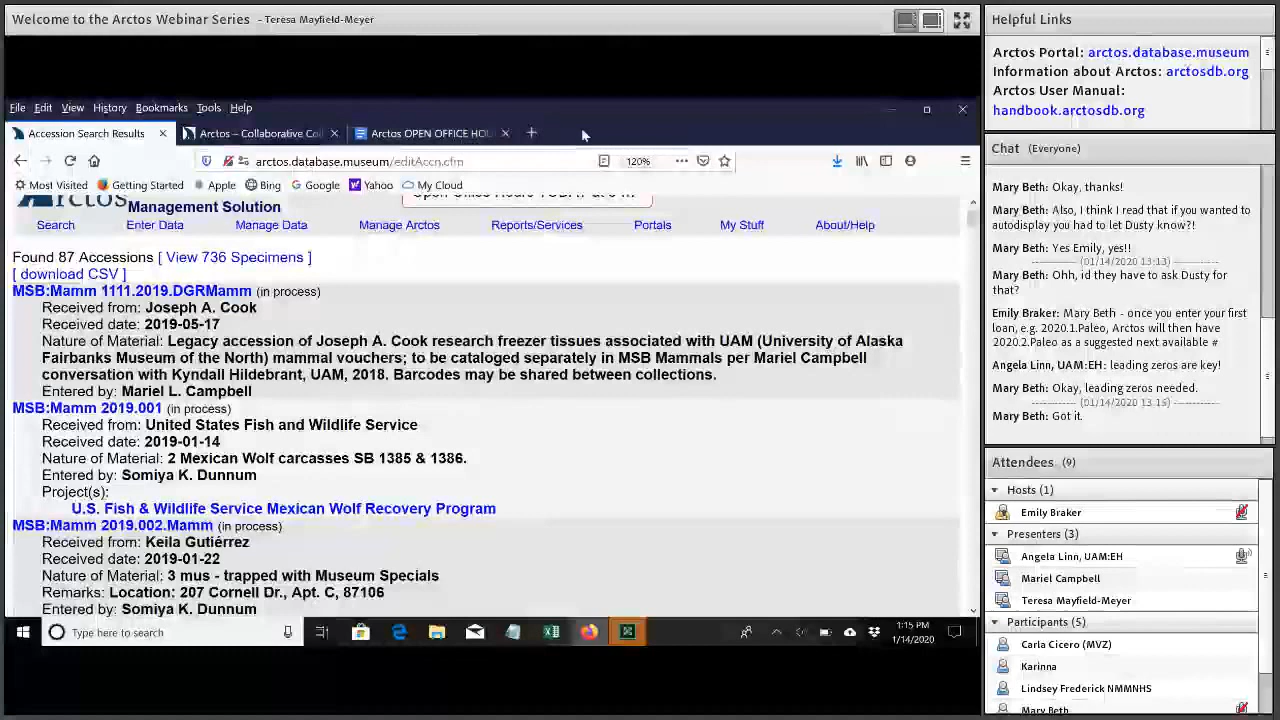 Welcome to the Arctos Webinar Series - Teresa Mayfield-Meyer
File Edit View History Bookmarks Tools Help
Accession Search Results
Arctos – Collaborative Col
Arctos OPEN OFFICE HOU
arctos.database.museum/editAccn.cfm
120%
Most Visited Getting Started Apple Bing Google Yahoo My Cloud
Arctos Management Solution
Search Enter Data Manage Data Manage Arctos Reports/Services Portals My Stuff About/Help
Found 87 Accessions [ View 736 Specimens ]
[ download CSV ]
MSB:Mamm 1111.2019.DGRMamm (in process)
Received from: Joseph A. Cook
Received date: 2019-05-17
Nature of Material: Legacy accession of Joseph A. Cook research freezer tissues associated with UAM (University of Alaska
Fairbanks Museum of the North) mammal vouchers; to be cataloged separately in MSB Mammals per Mariel Campbell
conversation with Kyndall Hildebrant, UAM, 2018. Barcodes may be shared between collections.
Entered by: Mariel L. Campbell
MSB:Mamm 2019.001 (in process)
Received from: United States Fish and Wildlife Service
Received date: 2019-01-14
Nature of Material: 2 Mexican Wolf carcasses SB 1385 & 1386.
Entered by: Somiya K. Dunnum
Project(s):
U.S. Fish & Wildlife Service Mexican Wolf Recovery Program
MSB:Mamm 2019.002.Mamm (in process)
Received from: Keila Gutiérrez
Received date: 2019-01-22
Nature of Material: 3 mus - trapped with Museum Specials
Remarks: Location: 207 Cornell Dr., Apt. C, 87106
Entered by: Somiya K. Dunnum
Type here to search
1:15 PM
1/14/2020
Helpful Links
Arctos Portal: arctos.database.museum
Information about Arctos: arctosdb.org
Arctos User Manual:
handbook.arctosdb.org
Chat (Everyone)
Mary Beth: Okay, thanks!
Mary Beth: Also, I think I read that if you wanted to
autodisplay you had to let Dusty know?!
Mary Beth: Yes Emily, yes!!
(01/14/2020 13:13)
Mary Beth: Ohh, id they have to ask Dusty for
that?
Emily Braker: Mary Beth - once you enter your first
loan, e.g. 2020.1.Paleo, Arctos will then have
2020.2.Paleo as a suggested next available #
Angela Linn, UAM:EH: leading zeros are key!
Mary Beth: Okay, leading zeros needed.
(01/14/2020 13:15)
Mary Beth: Got it.
Attendees (9)
Hosts (1)
Emily Braker
Presenters (3)
Angela Linn, UAM:EH
Mariel Campbell
Teresa Mayfield-Meyer
Participants (5)
Carla Cicero (MVZ)
Karinna
Lindsey Frederick NMMNHS
Mary Beth